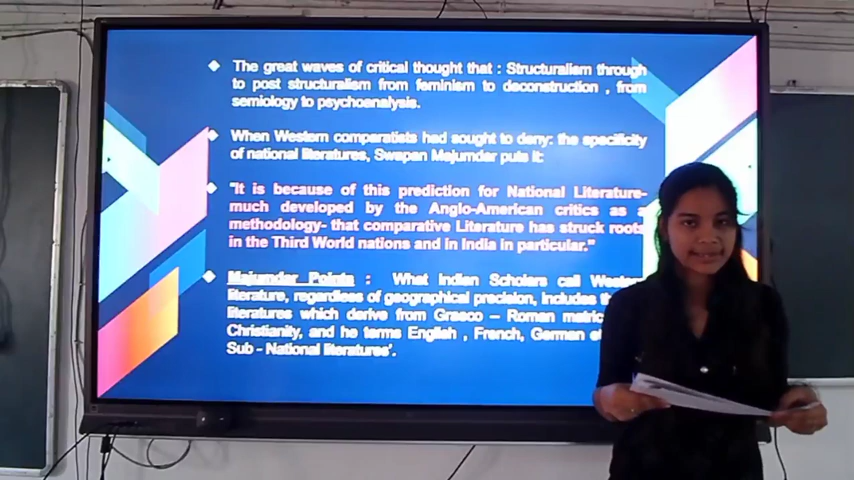 The great waves of critical thought that : Structuralism through
to post structuralism from feminism to deconstruction , from
semiology to psychoanalysis.
When Western comparatists had sought to deny: the specificity
of national literatures, Swapan Majumdar puts it:
"It is because of this prediction for National Literature-
much developed by the Anglo-American critics as a
methodology- that comparative Literature has struck roots
in the Third World nations and in India in particular."
Majumdar Points : What Indian Scholars call
literature, regardless of geographical precision, includes
literatures which derive from Graeco – Roman
Christianity, and he terms English , French, German
Sub - National literatures'.